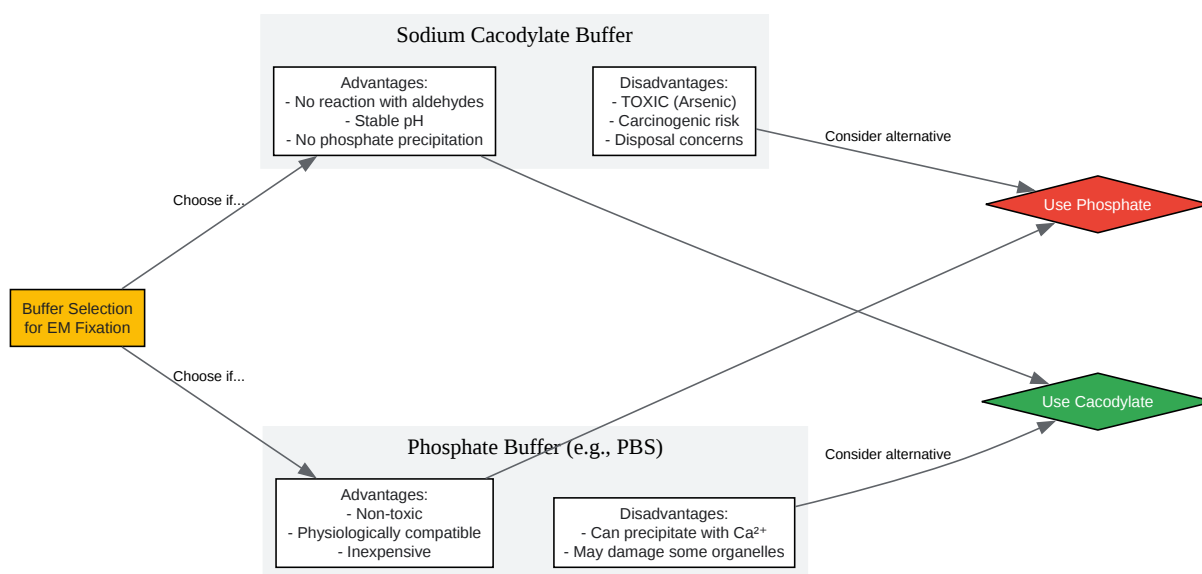 Sodium Cacodylate Buffer
Advantages:
- No reaction with aldehydes
- Stable pH
- No phosphate precipitation
Disadvantages:
- TOXIC (Arsenic)
- Carcinogenic risk
- Disposal concerns
Consider alternative
Use Phosphate
Choose if...
Buffer Selection
for EM Fixation
Choose if...
Use Cacodylate
Phosphate Buffer (e.g., PBS)
Consider alternative
Advantages:
- Non-toxic
- Physiologically compatible
- Inexpensive
Disadvantages:
- Can precipitate with Ca²⁺
- May damage some organelles